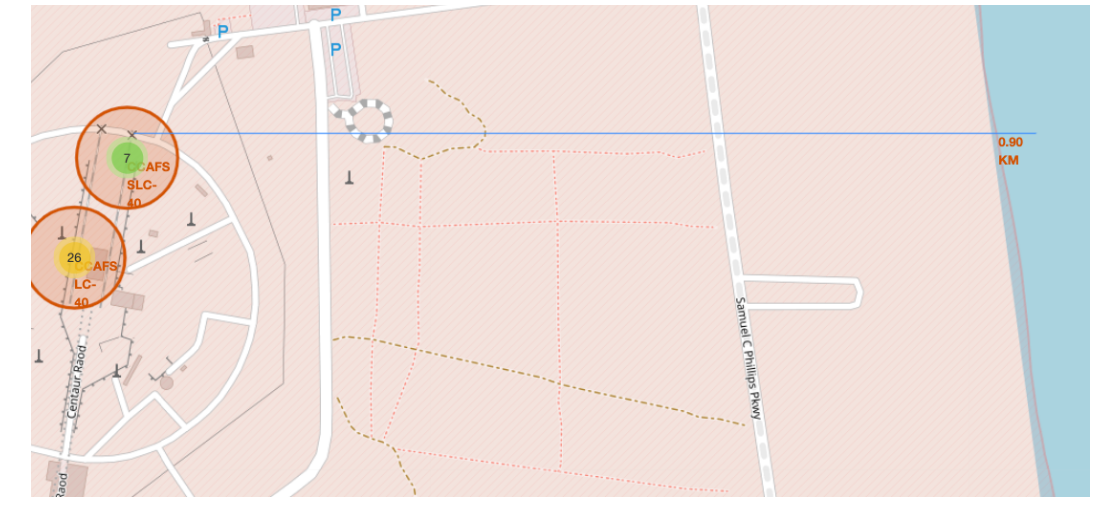 P
P
P
0.90
KM
7
CCAFS
SLC-
40
26
CCAFS
LC-
40
Samuel C Phillips Pkwy
Centaur Raod
Raod